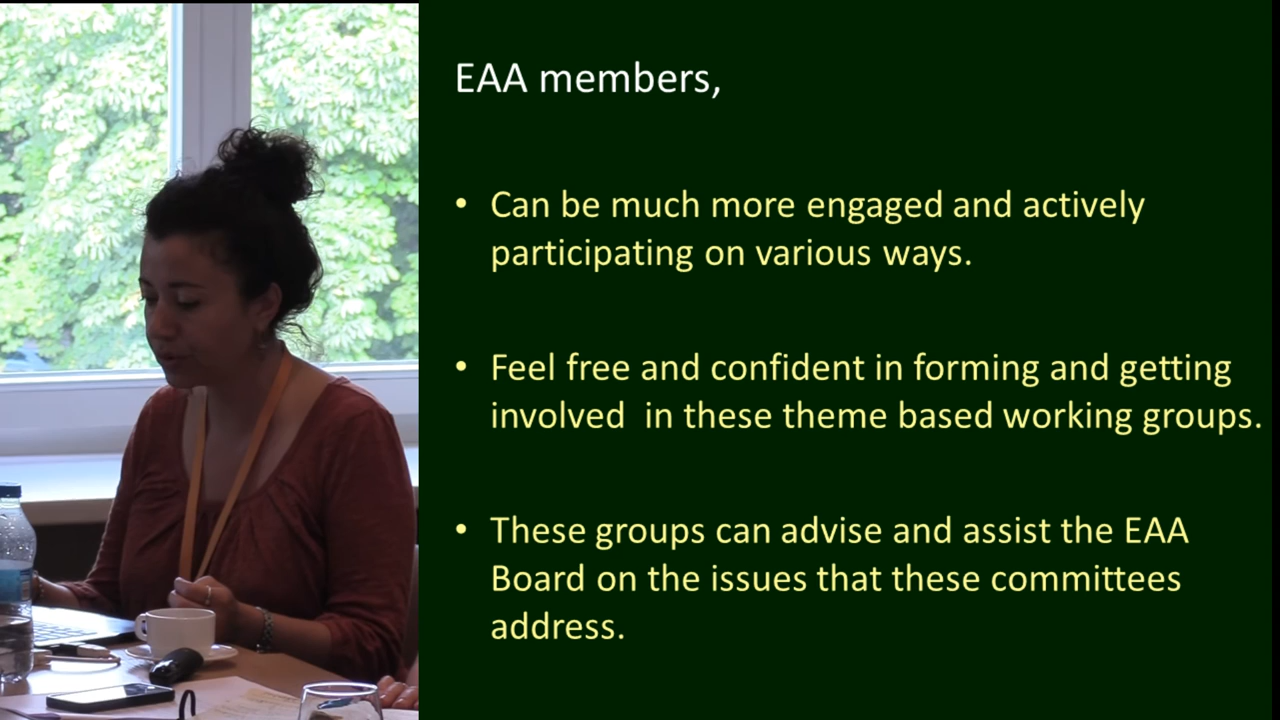 EAA members,
• Can be much more engaged and actively
participating on various ways.
• Feel free and confident in forming and getting
involved  in these theme based working groups.
• These groups can advise and assist the EAA
Board on the issues that these committees
address.